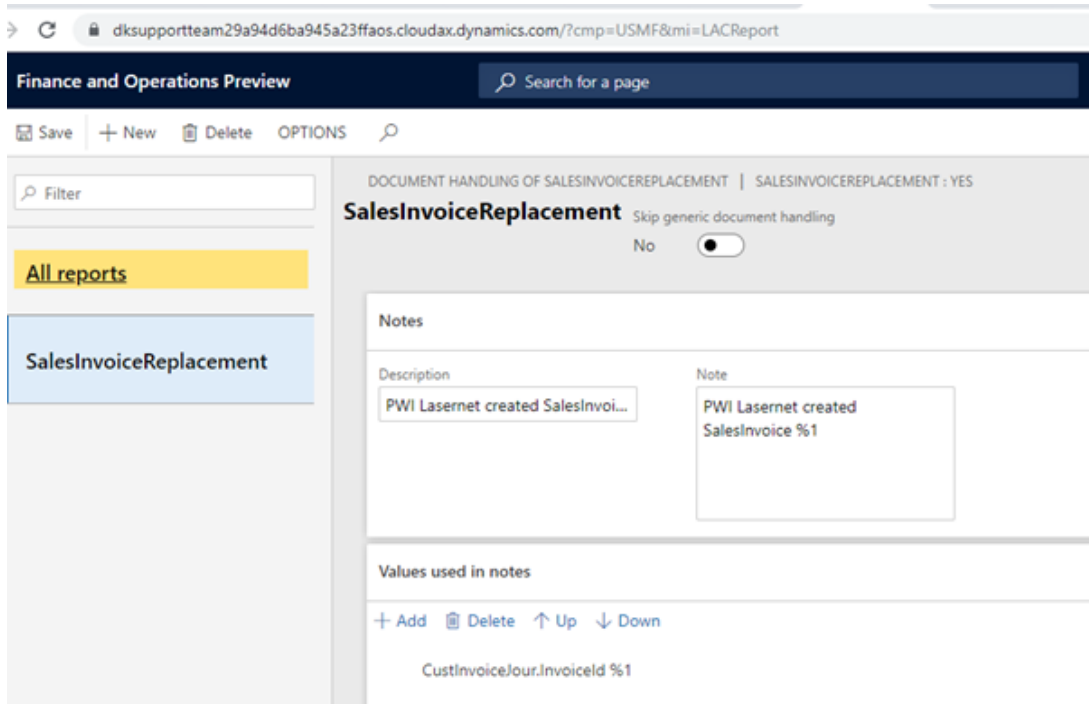 dksupportteam29a94d6ba945a23ffaos.cloudax.dynamics.com/?cmp=USMF&mi=LACReport
Finance and Operations Preview
Search for a page
Save
New
Delete
OPTIONS
Filter
All reports
SalesInvoiceReplacement
DOCUMENT HANDLING OF SALESINVOICEREPLACEMENT | SALESINVOICEREPLACEMENT : YES
SalesInvoiceReplacement
Skip generic document handling
No
Notes
Description
PWI Lasernet created SalesInvoi...
Note
PWI Lasernet created
SalesInvoice %1
Values used in notes
Add
Delete
Up
Down
CustInvoiceJour.InvoiceId %1